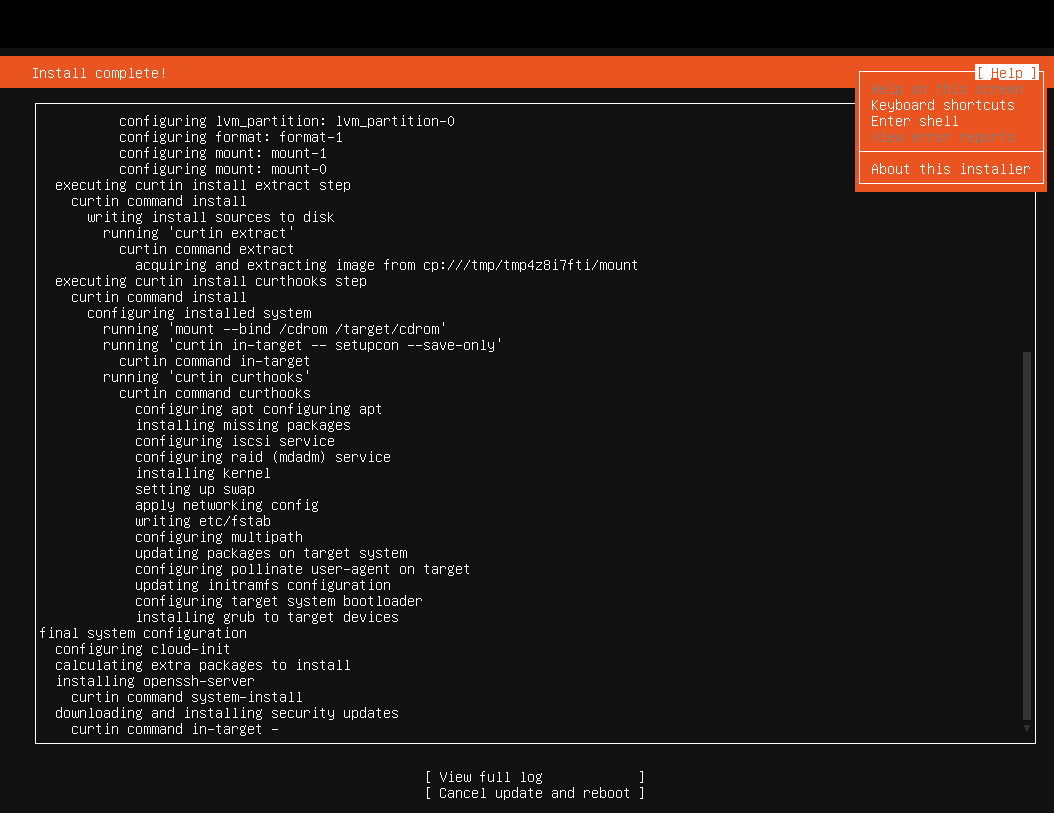 Install complete!
[ Help ]
Help on this screen
Keyboard shortcuts
Enter shell
View error reports
About this installer
configuring lvm_partition: lvm_partition-0
configuring format: format-1
configuring mount: mount-1
configuring mount: mount-0
executing curtin install extract step
curtin command install
writing install sources to disk
running 'curtin extract'
curtin command extract
acquiring and extracting image from cp:///tmp/tmp4z8i7fti/mount
executing curtin install curthooks step
curtin command install
configuring installed system
running 'mount --bind /cdrom /target/cdrom'
running 'curtin in-target -- setupcon --save-only'
curtin command in-target
running 'curtin curthooks'
curtin command curthooks
configuring apt configuring apt
installing missing packages
configuring iscsi service
configuring raid (mdadm) service
installing kernel
setting up swap
apply networking config
writing etc/fstab
configuring multipath
updating packages on target system
configuring pollinate user-agent on target
updating initramfs configuration
configuring target system bootloader
installing grub to target devices
final system configuration
configuring cloud-init
calculating extra packages to install
installing openssh-server
curtin command system-install
downloading and installing security updates
curtin command in-target -
[ View full log ]
[ Cancel update and reboot ]